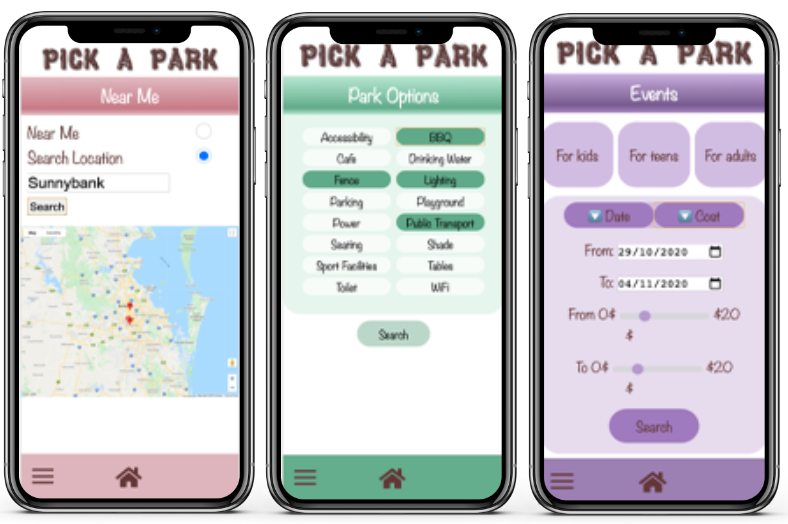 PICK A PARK
Near Me
Near Me
Search Location
Sunnybank
Search
PICK A PARK
Park Options
Accessibility BBQ
Cafe Drinking Water
Fence Lighting
Parking Playground
Power Public Transport
Seating Shade
Sport Facilities Tables
Toilet WiFi
Search
PICK A PARK
Events
For kids For teens For adults
Date Cost
From: 29/10/2020
To: 04/11/2020
From 0$ $20
$
To 0$ $20
$
Search